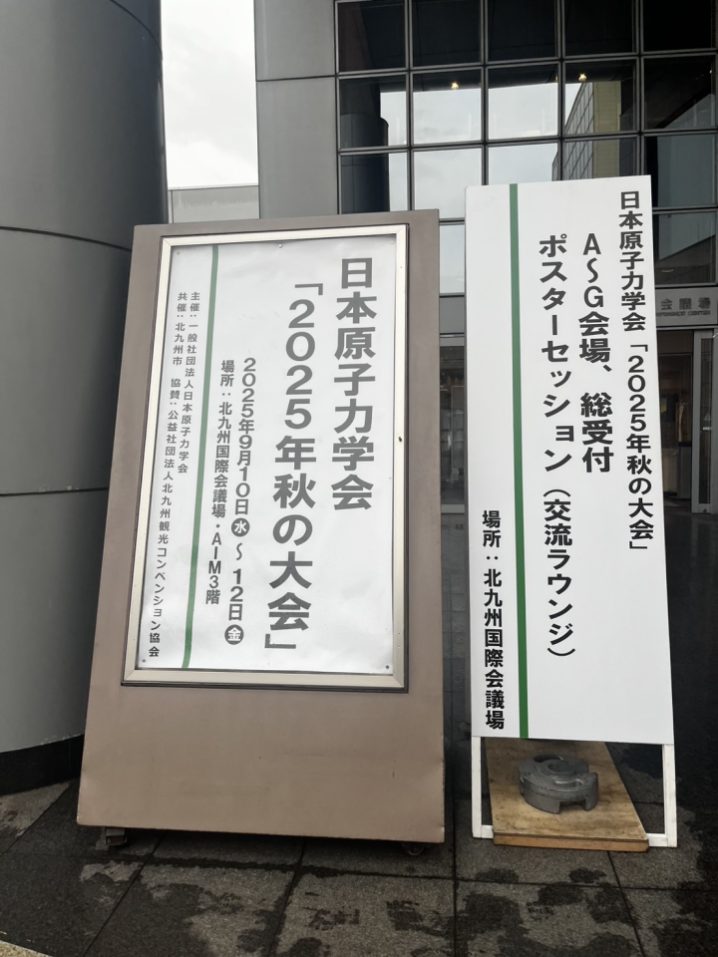 日本原子力学会
「2025年秋の大会」
2025年9月10日㊌～12日㊎
場所：北九州国際会議場・AIM3階
主催：一般社団法人日本原子力学会
共催：北九州市 協賛：公益社団法人北九州観光コンベンション協会
日本原子力学会「2025年秋の大会」
A～G会場、総受付
ポスターセッション（交流ラウンジ）
場所：北九州国際会議場
会議場